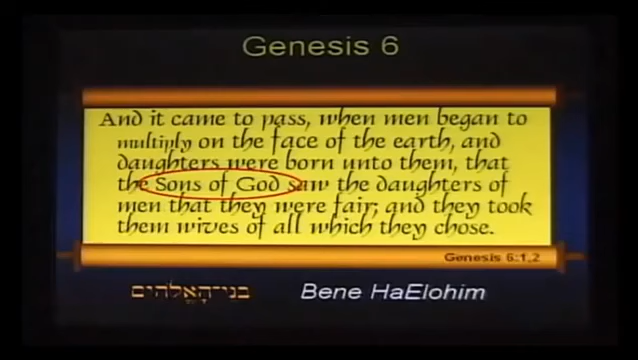 Genesis 6
And it came to pass, when men began to
multiply on the face of the earth, and
daughters were born unto them, that
the Sons of God saw the daughters of
men that they were fair; and they took
them wives of all which they chose.
Genesis 6:1,2
בני־הָאֱלֹהִים Bene HaElohim